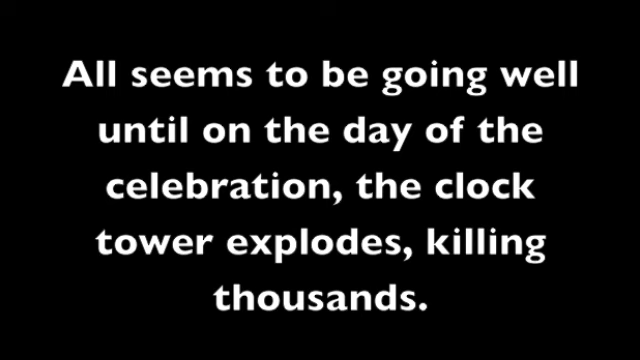 All seems to be going well
until on the day of the
celebration, the clock
tower explodes, killing
thousands.